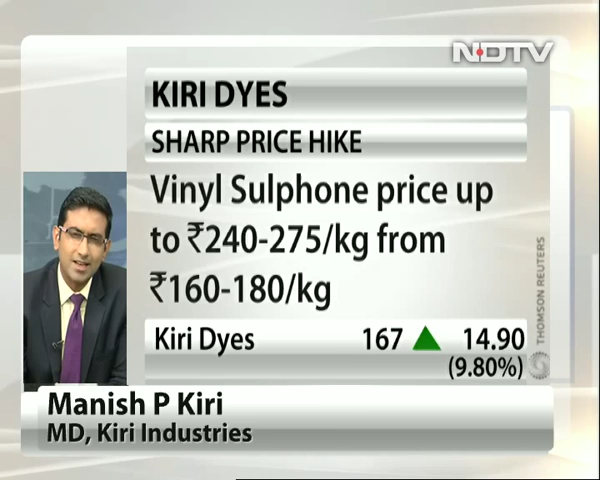 NDTV
KIRI DYES
SHARP PRICE HIKE
Vinyl Sulphone price up
to ₹240-275/kg from
₹160-180/kg
Kiri Dyes 167 ▲ 14.90
(9.80%)
THOMSON REUTERS
Manish P Kiri
MD, Kiri Industries